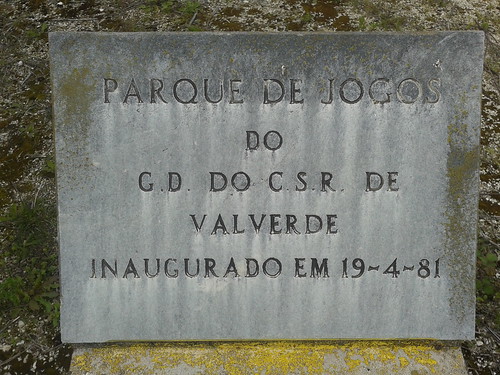 PARQUE DE JOGOS
DO
G.D. DO C.S.R. DE
VALVERDE
INAUGURADO EM 19-4-81